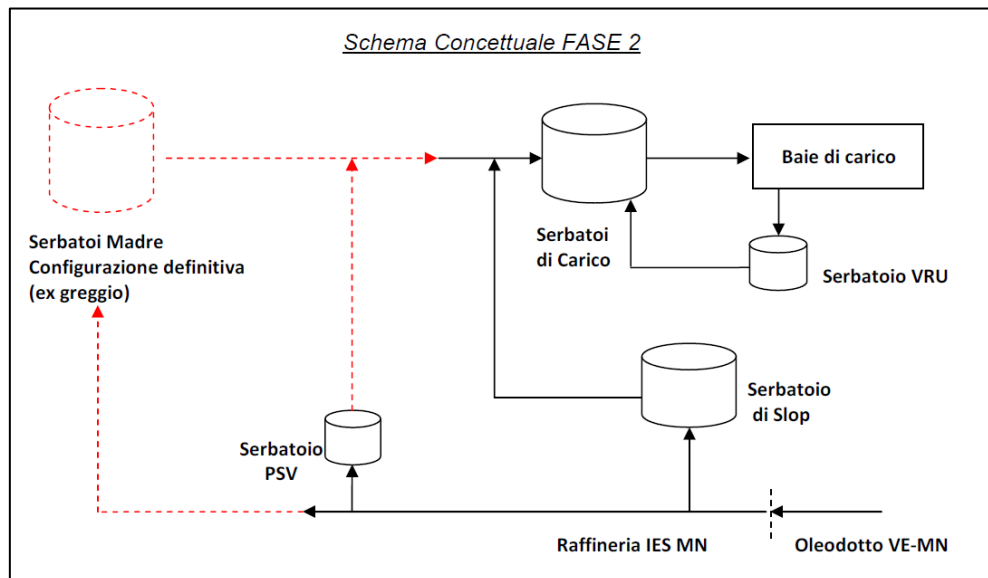 Schema Concettuale FASE 2
Baie di carico
Serbatoi Madre
Configurazione definitiva
(ex greggio)
Serbatoi
di Carico
Serbatoio VRU
Serbatoio
di Slop
Serbatoio
PSV
Raffineria IES MN
Oleodotto VE-MN